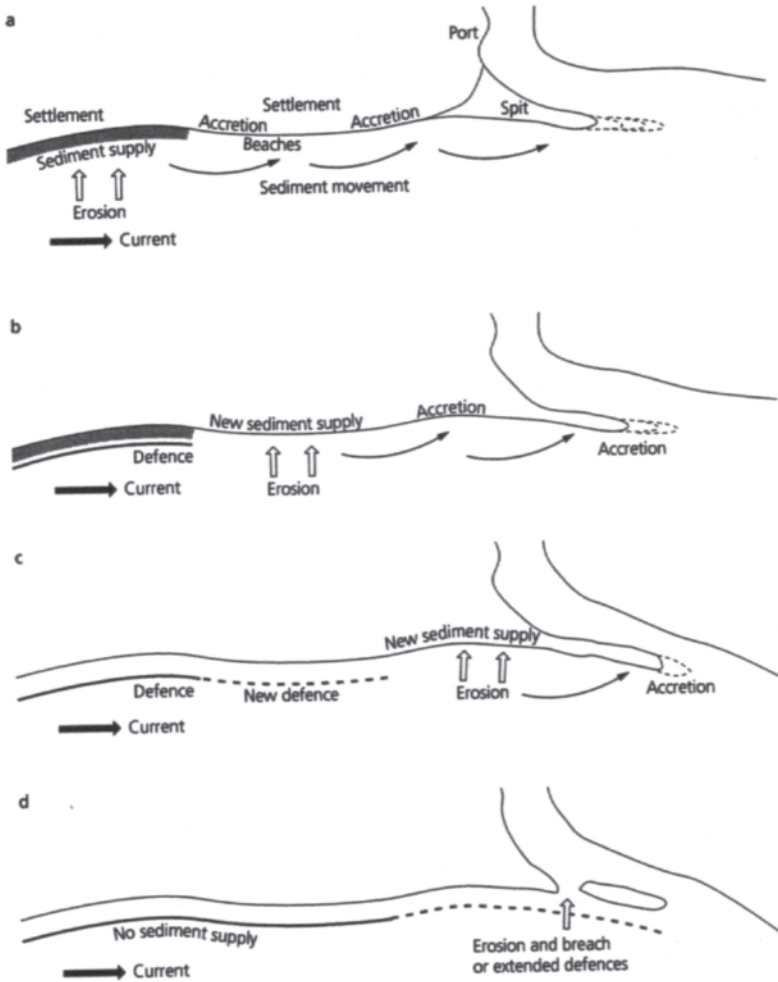 a
Port
Settlement
Settlement
Accretion
Accretion
Spit
Sediment supply
Beaches
Sediment movement
Erosion
Current
b
New sediment supply
Accretion
Defence
Accretion
Current
Erosion
c
New sediment supply
Defence
New defence
Erosion
Accretion
Current
d
No sediment supply
Erosion and breach
or extended defences
Current